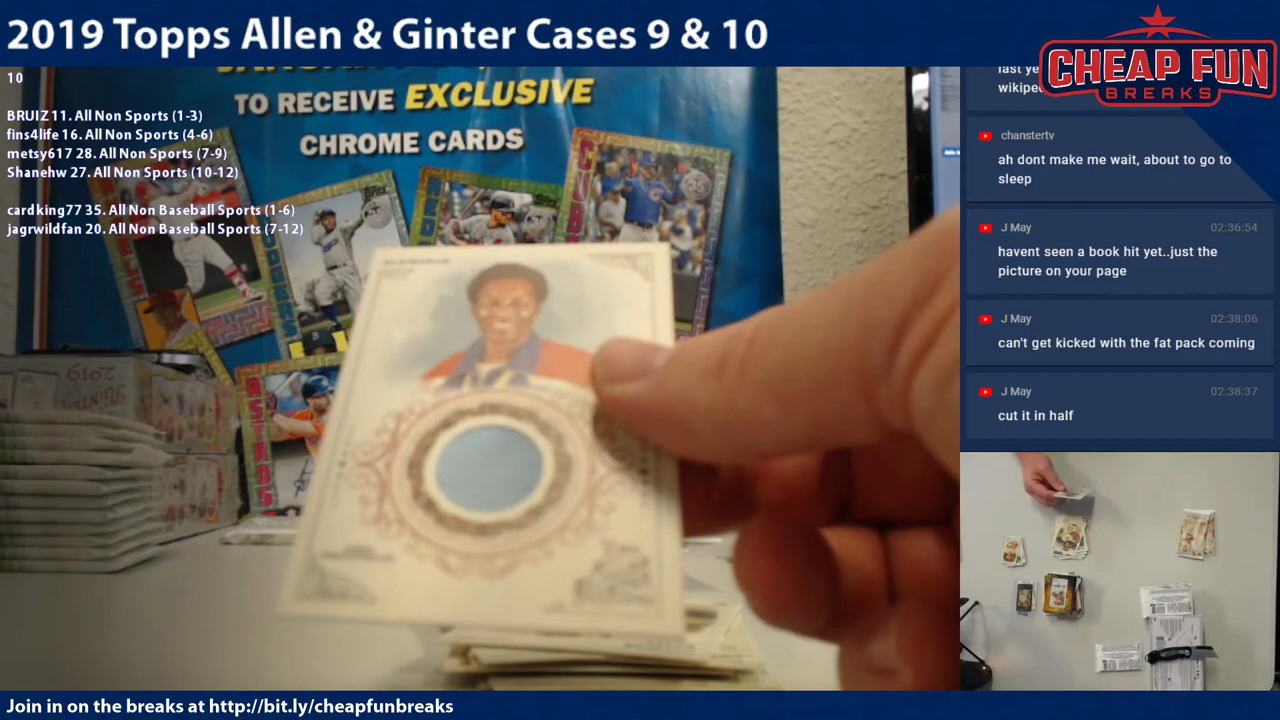 2019 Topps Allen & Ginter Cases 9 & 10
CHEAP FUN
BREAKS
10
BRUIZ 11. All Non Sports (1-3)
fins4life 16. All Non Sports (4-6)
metsy617 28. All Non Sports (7-9)
Shanehw 27. All Non Sports (10-12)
cardking77 35. All Non Baseball Sports (1-6)
jagrwildfan 20. All Non Baseball Sports (7-12)
TO RECEIVE EXCLUSIVE
CHROME CARDS
CUBS
ASTROS
2019
last ye
wikipe
chanstertv
ah dont make me wait, about to go to
sleep
J May 02:36:54
havent seen a book hit yet..just the
picture on your page
J May 02:38:06
can't get kicked with the fat pack coming
J May 02:38:37
cut it in half
Join in on the breaks at http://bit.ly/cheapfunbreaks